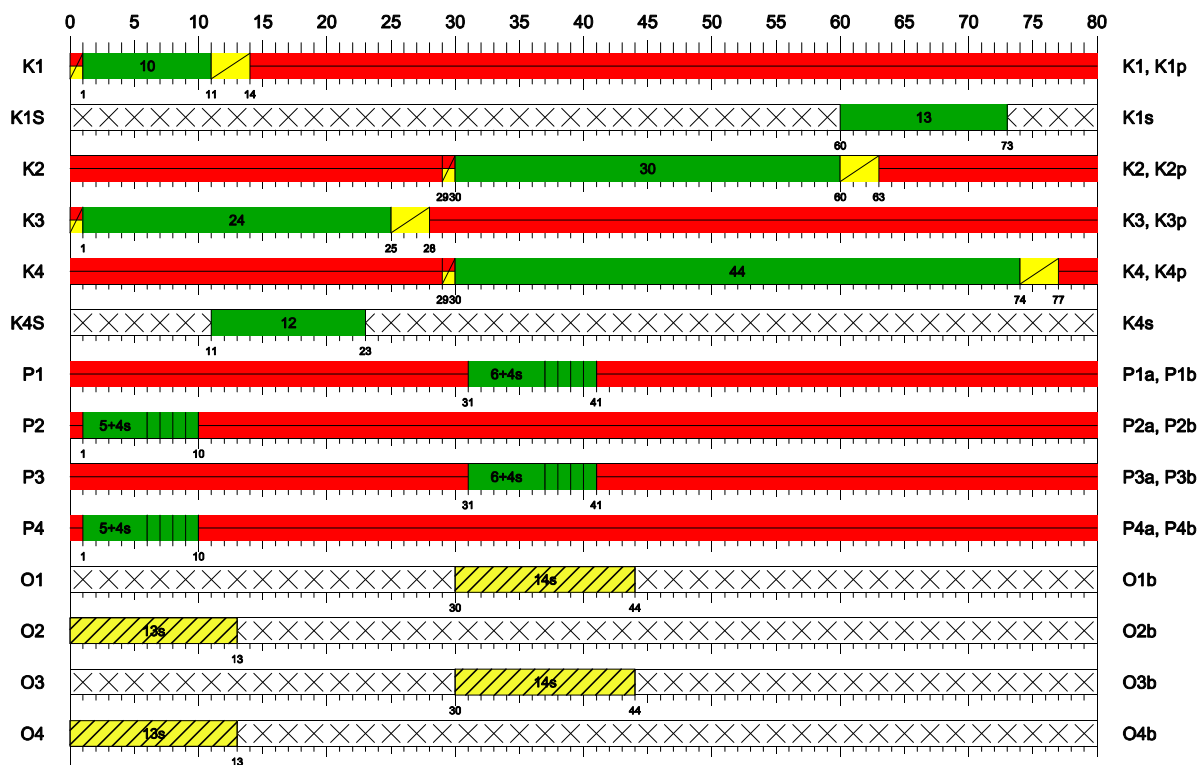 0 5 10 15 20 25 30 35 40 45 50 55 60 65 70 75 80
K1 10 K1, K1p
1 11 14
K1S 13 K1s
60 73
K2 30 K2, K2p
2930 60 63
K3 24 K3, K3p
1 25 28
K4 44 K4, K4p
2930 74 77
K4S 12 K4s
11 23
P1 6+4s P1a, P1b
31 41
P2 5+4s P2a, P2b
1 10
P3 6+4s P3a, P3b
31 41
P4 5+4s P4a, P4b
1 10
O1 14s O1b
30 44
O2 13s O2b
13
O3 14s O3b
30 44
O4 13s O4b
13